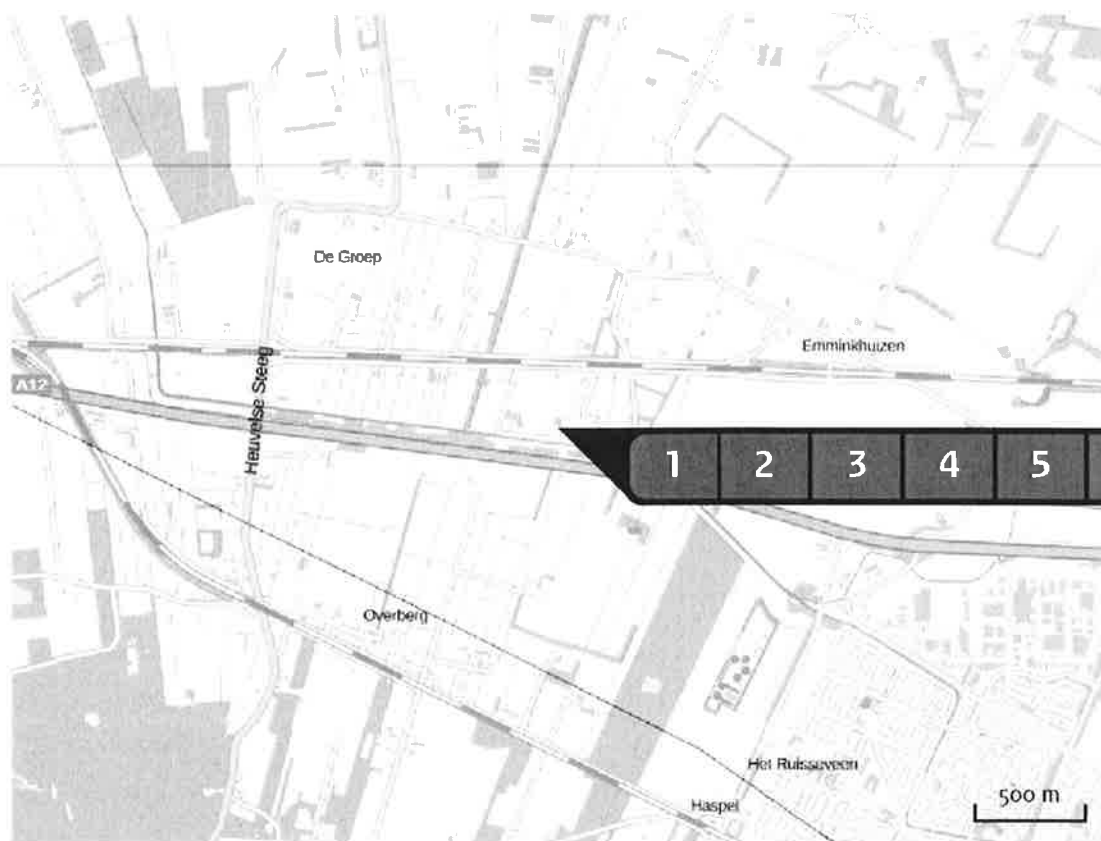 De Groep
Emminkhuizen
A12
Heuvelse Steeg
1 2 3 4 5
Overberg
Het Ruisseveen
Haspel
500 m